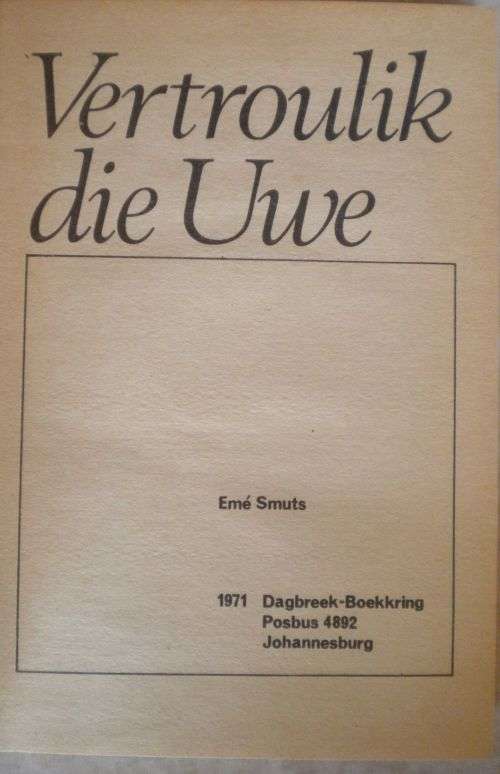 Vertroulik
die Uwe
Emé Smuts
1971 Dagbreek-Boekkring
Posbus 4892
Johannesburg